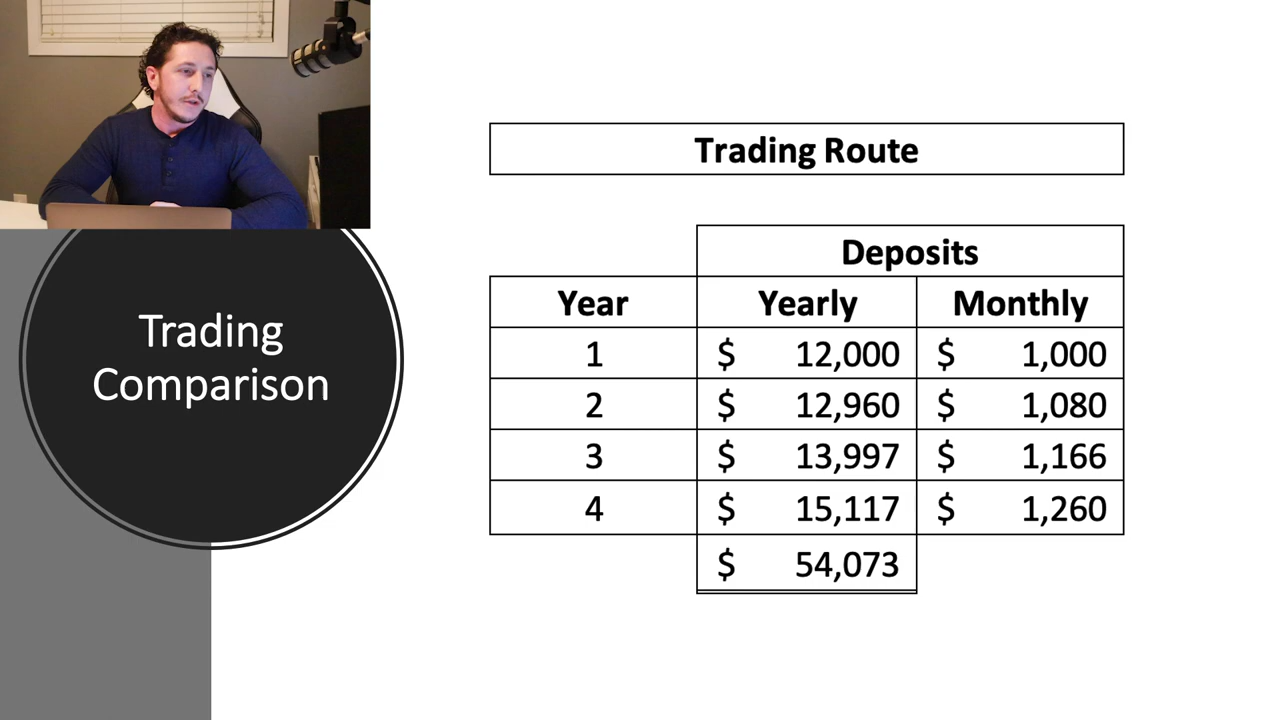 Trading
Comparison
Trading Route
Deposits
Year Yearly Monthly
1 $ 12,000 $ 1,000
2 $ 12,960 $ 1,080
3 $ 13,997 $ 1,166
4 $ 15,117 $ 1,260
$ 54,073